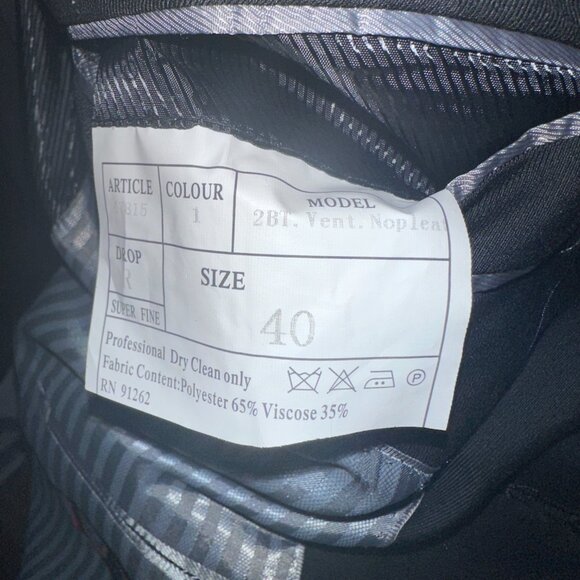 ARTICLE COLOUR MODEL
1 2BT. Vent. Noplea
DROP SIZE
R 40
SUPER FINE
Professional Dry Clean only
Fabric Content:Polyester 65% Viscose 35%
RN 91262
P